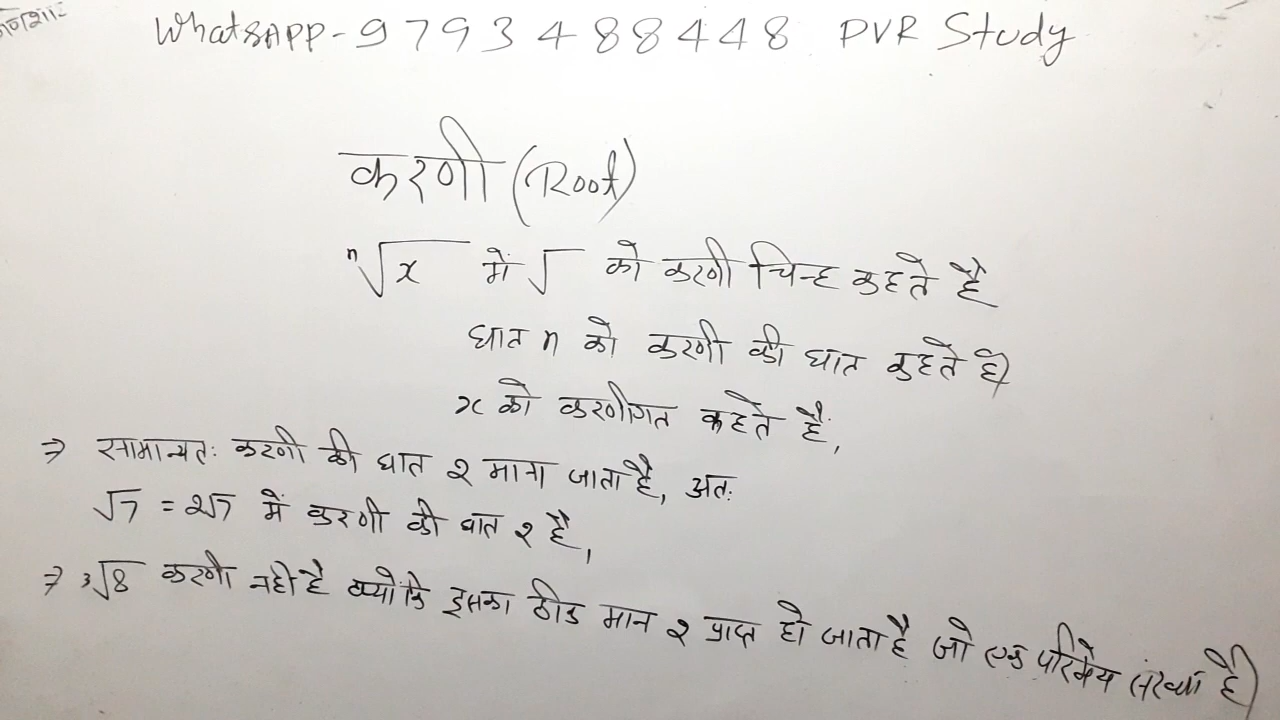 WhatsAPP - 9793488448 PVR Study
करणी (Root)
ⁿ√x में √ को करणी चिन्ह कहते है
घात n को करणी की घात कहते है
x को करणीगत कहते हैं,
⇒ सामान्यतः करणी की घात 2 माना जाता है, अतः
√7 = 2√7 में करणी की घात 2 है,
⇒ ³√8 करणी नही है क्योंकि इसका ठीक मान 2 प्राप्त हो जाता है जो एक परिमेय संख्या है